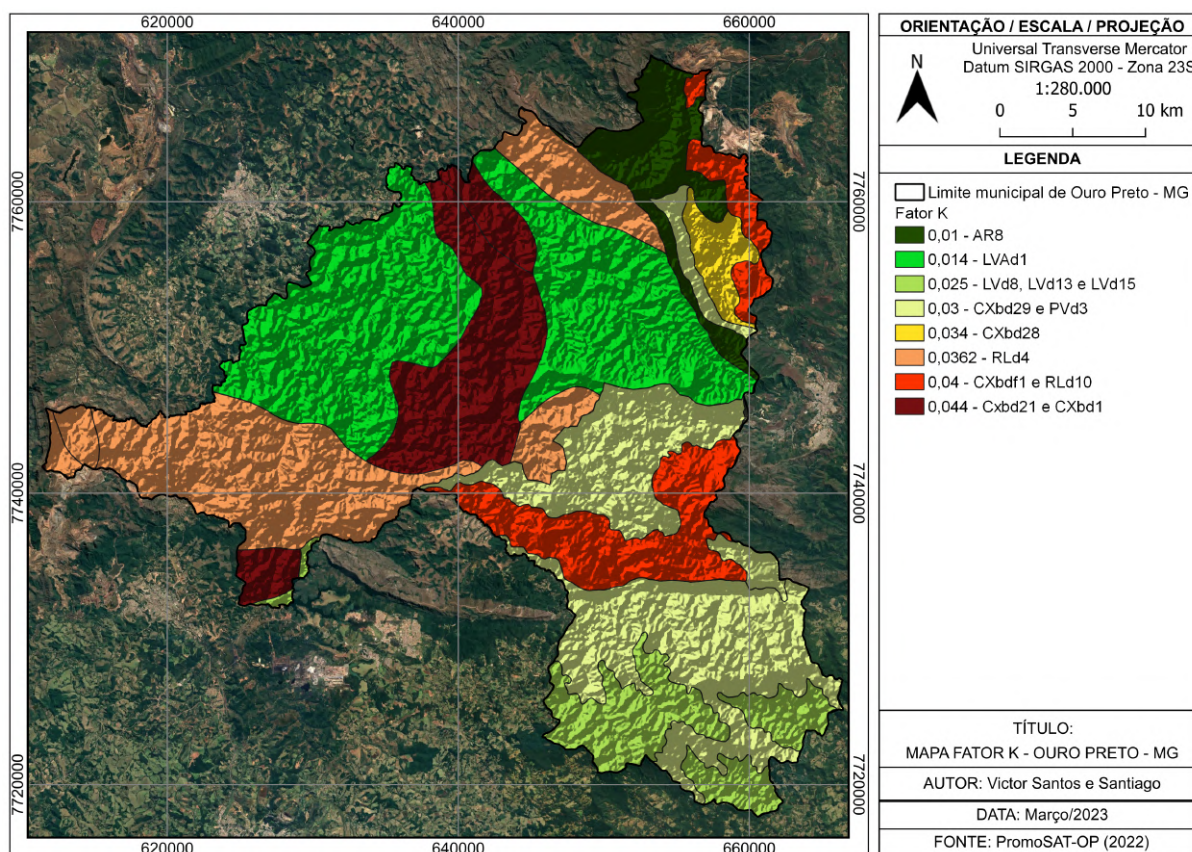 620000
640000
660000
7760000
7760000
7740000
7740000
7720000
7720000
620000
640000
660000
ORIENTAÇÃO / ESCALA / PROJEÇÃO
N
Universal Transverse Mercator
Datum SIRGAS 2000 - Zona 23S
1:280.000
0 5 10 km
LEGENDA
Limite municipal de Ouro Preto - MG
Fator K
0,01 - AR8
0,014 - LVAd1
0,025 - LVd8, LVd13 e LVd15
0,03 - CXbd29 e PVd3
0,034 - CXbd28
0,0362 - RLd4
0,04 - CXbdf1 e RLd10
0,044 - Cxbd21 e CXbd1
TÍTULO:
MAPA FATOR K - OURO PRETO - MG
AUTOR: Victor Santos e Santiago
DATA: Março/2023
FONTE: PromoSAT-OP (2022)